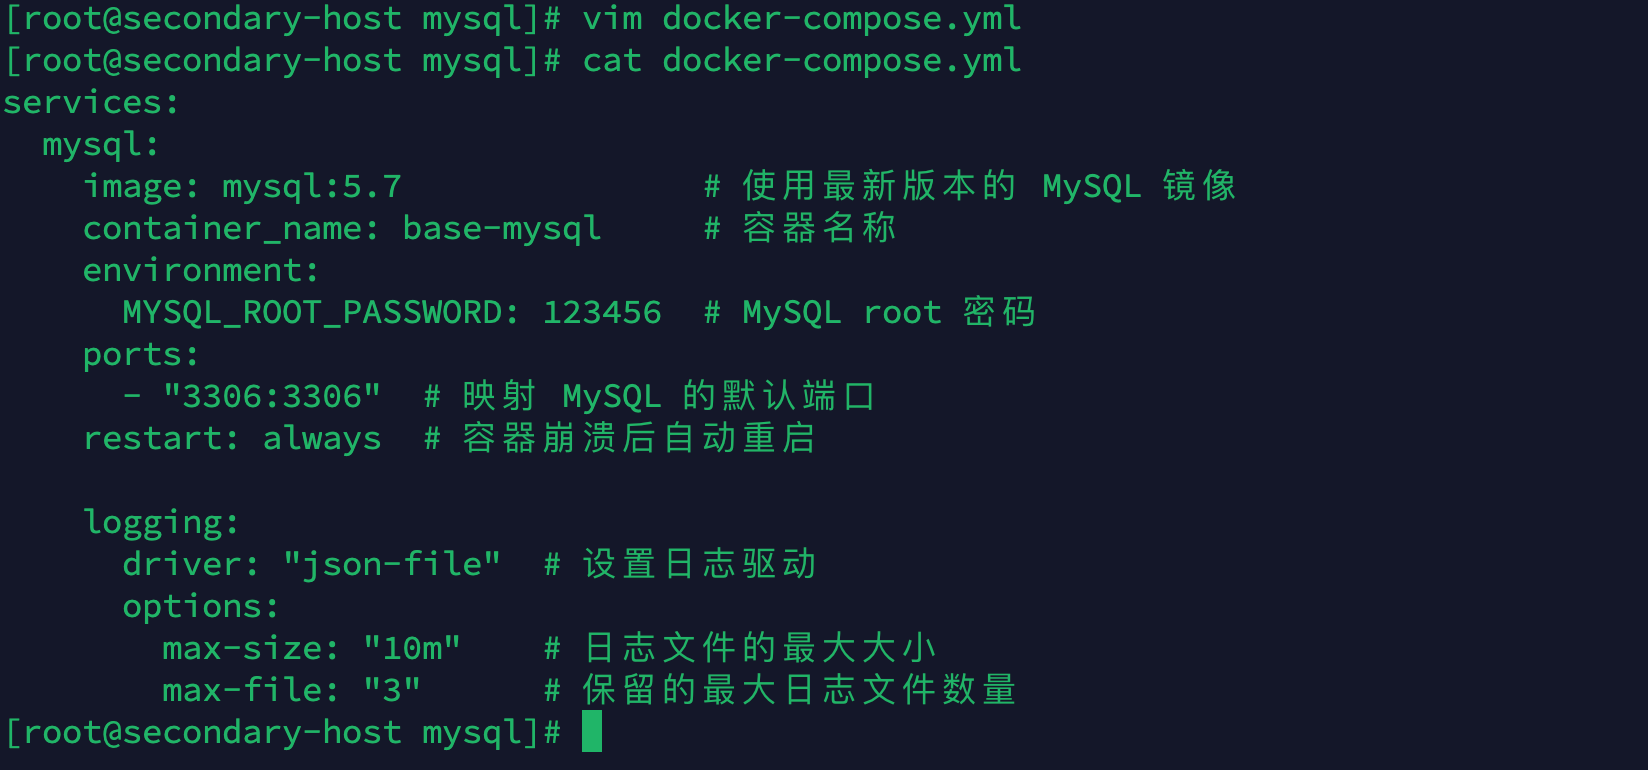 [root@secondary-host mysql]# vim docker-compose.yml
[root@secondary-host mysql]# cat docker-compose.yml
services:
  mysql:
    image: mysql:5.7               # 使用最新版本的 MySQL 镜像
    container_name: base-mysql     # 容器名称
    environment:
      MYSQL_ROOT_PASSWORD: 123456  # MySQL root 密码
    ports:
      - "3306:3306"  # 映射 MySQL 的默认端口
    restart: always  # 容器崩溃后自动重启

    logging:
      driver: "json-file"  # 设置日志驱动
      options:
        max-size: "10m"    # 日志文件的最大大小
        max-file: "3"      # 保留的最大日志文件数量
[root@secondary-host mysql]#